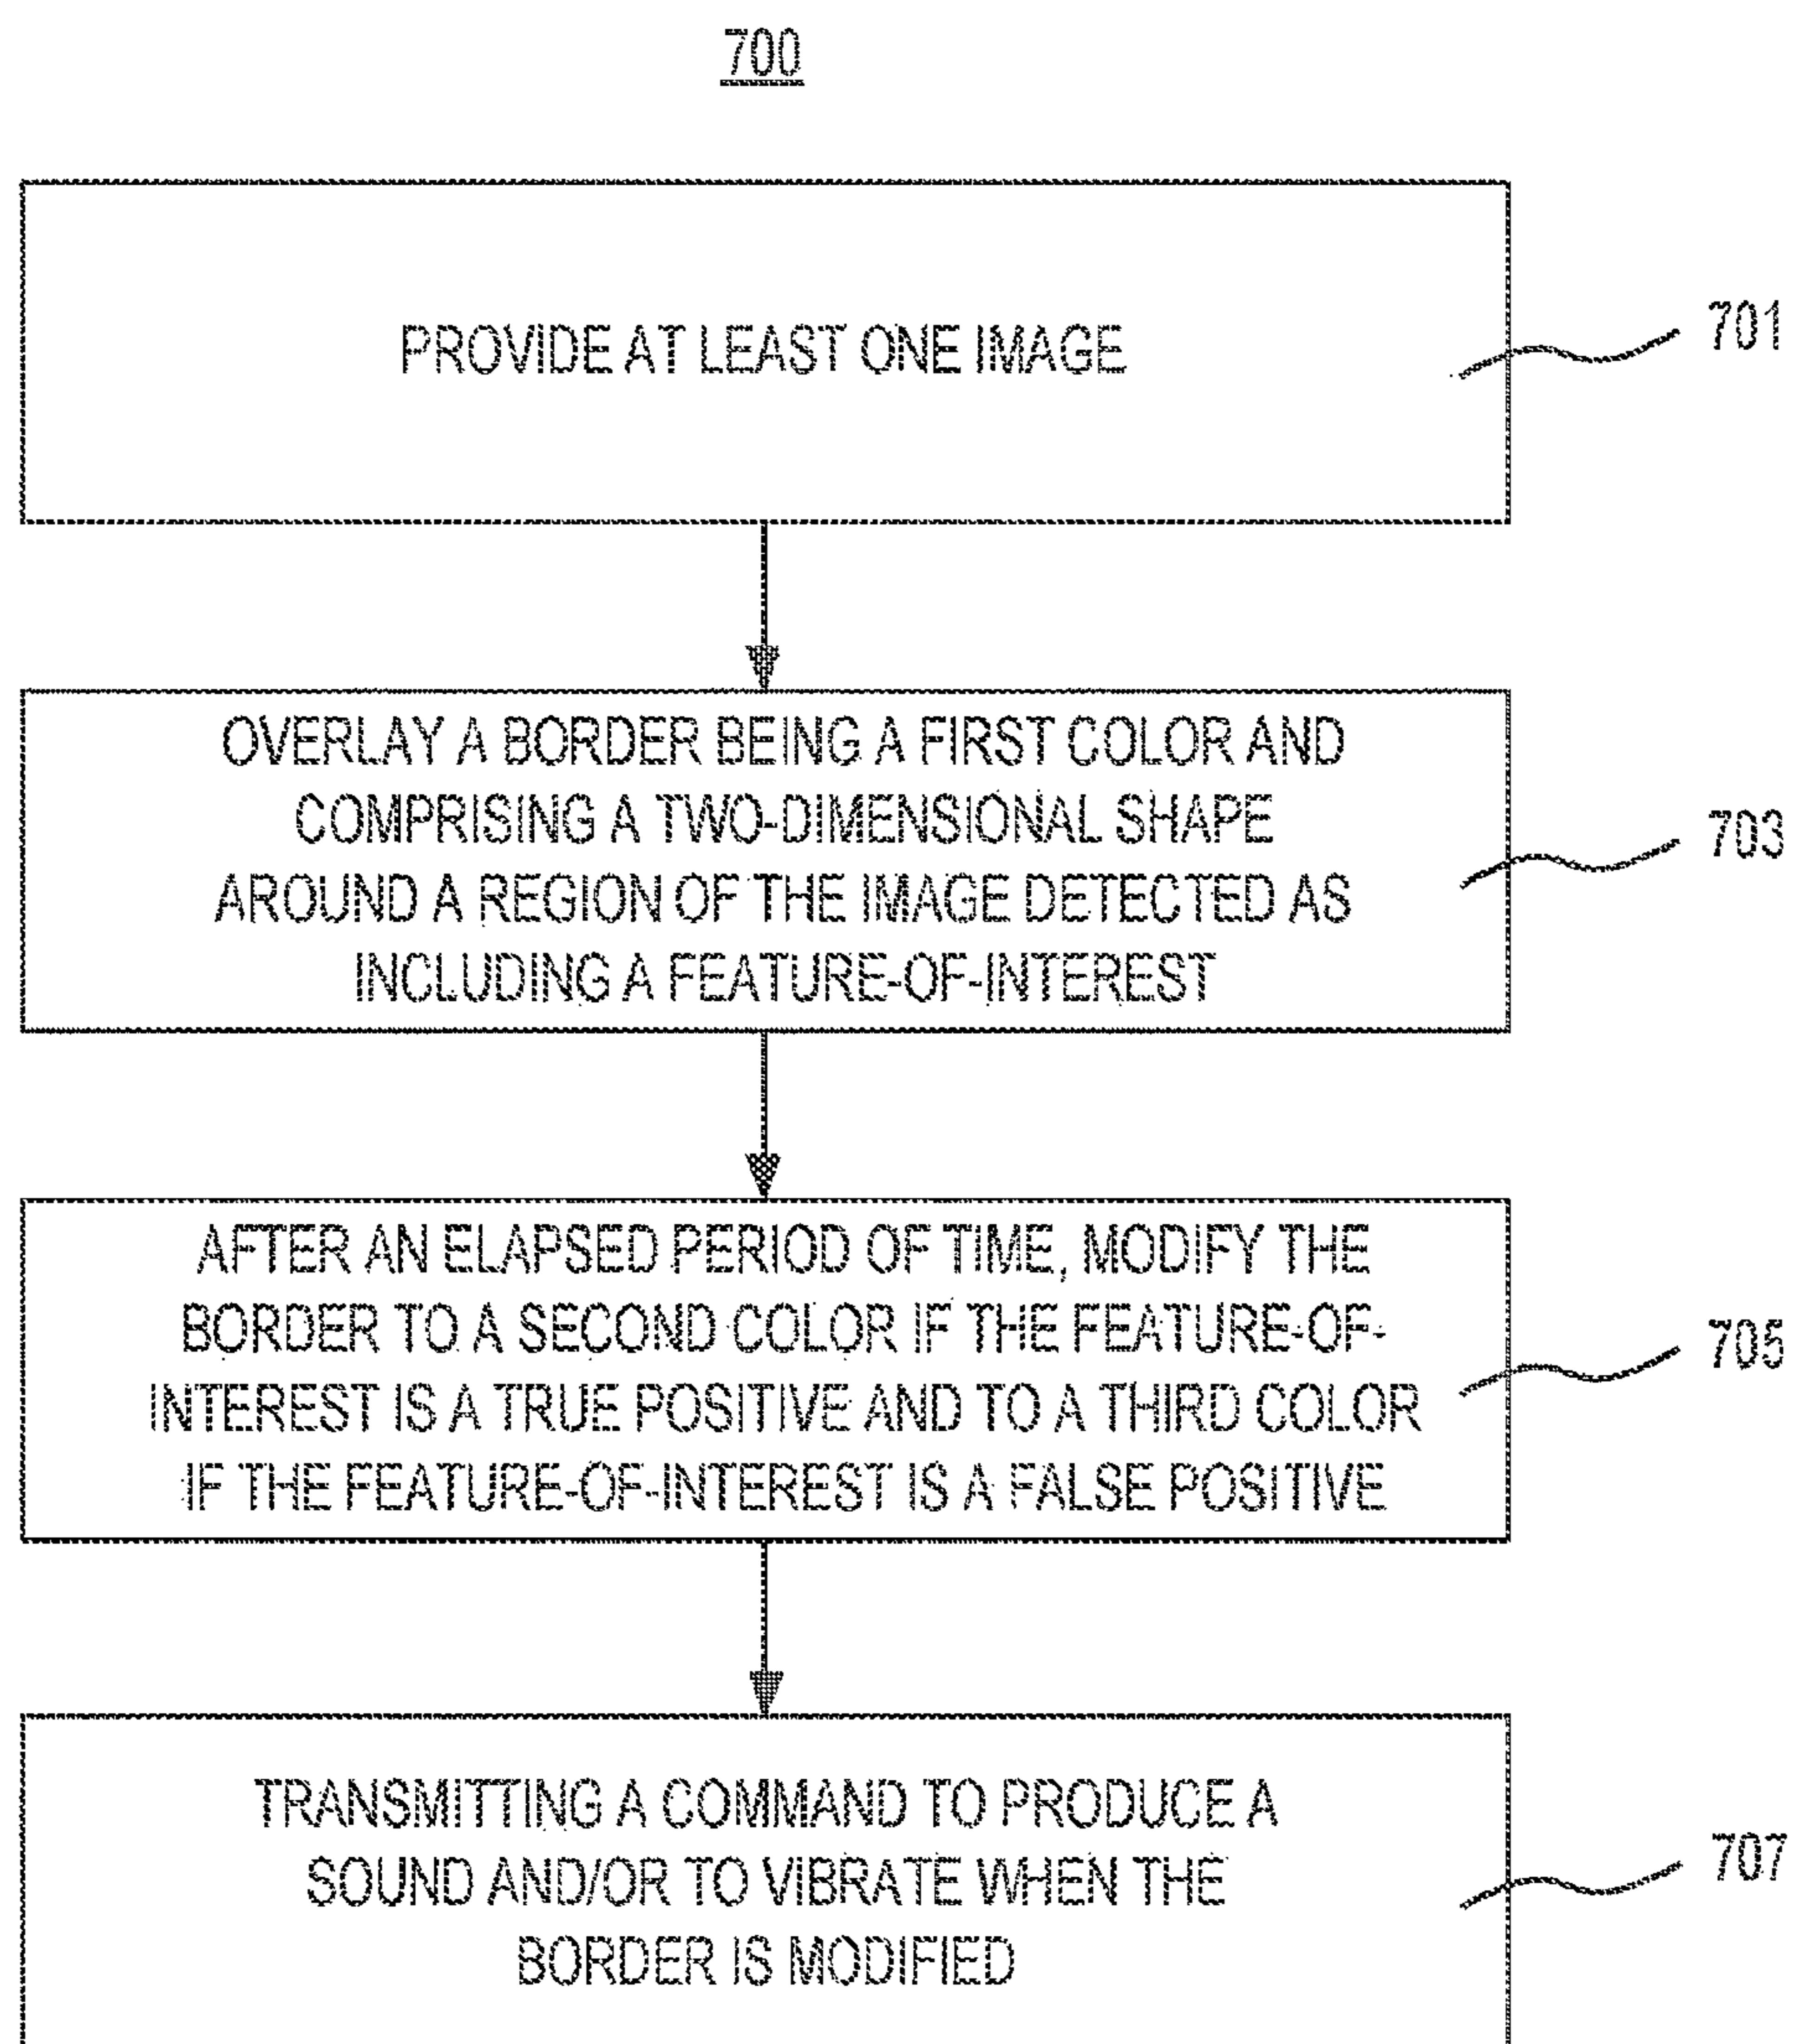 700
PROVIDE AT LEAST ONE IMAGE
701
OVERLAY A BORDER BEING A FIRST COLOR AND
COMPRISING A TWO-DIMENSIONAL SHAPE
AROUND A REGION OF THE IMAGE DETECTED AS
INCLUDING A FEATURE-OF-INTEREST
703
AFTER AN ELAPSED PERIOD OF TIME, MODIFY THE
BORDER TO A SECOND COLOR IF THE FEATURE-OF-
INTEREST IS A TRUE POSITIVE AND TO A THIRD COLOR
IF THE FEATURE-OF-INTEREST IS A FALSE POSITIVE
705
TRANSMITTING A COMMAND TO PRODUCE A
SOUND AND/OR TO VIBRATE WHEN THE
BORDER IS MODIFIED
707